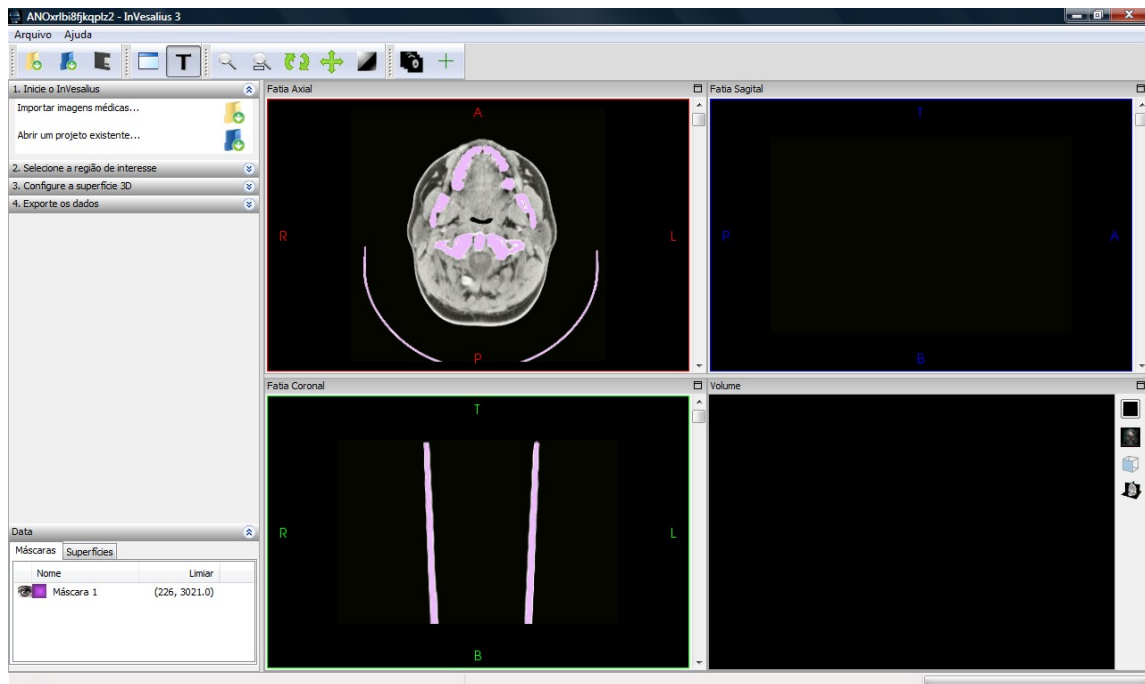 ANOxrlbi8fjkqplz2 - InVesalius 3
Arquivo Ajuda
T
1. Inicie o InVesalius
Importar imagens médicas...
Abrir um projeto existente...
2. Selecione a região de interesse
3. Configure a superfície 3D
4. Exporte os dados
Fatia Axial
A
R L
P
Fatia Sagital
T
P A
B
Fatia Coronal
T
R L
B
Volume
Data
Máscaras Superfícies
Nome Limiar
Máscara 1 (226, 3021.0)